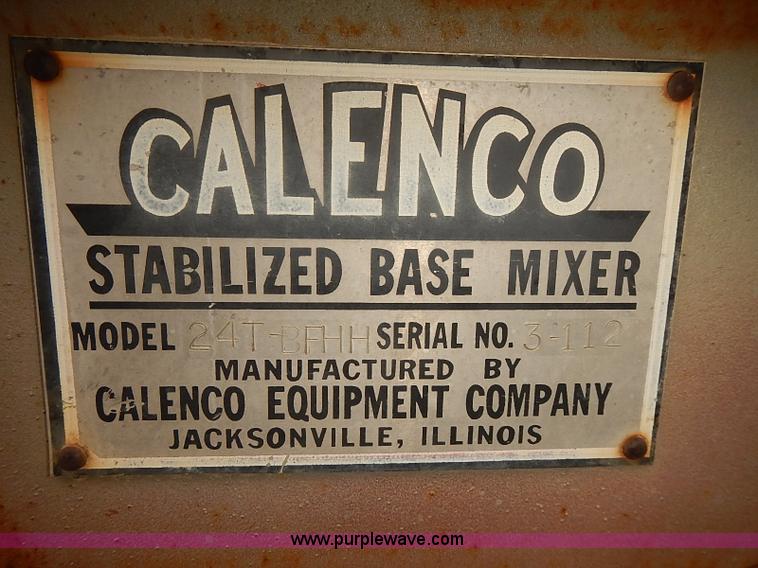 CALENCO
STABILIZED BASE MIXER
MODEL 24T-BFHH SERIAL NO. 3-112
MANUFACTURED BY
CALENCO EQUIPMENT COMPANY
JACKSONVILLE, ILLINOIS
www.purplewave.com